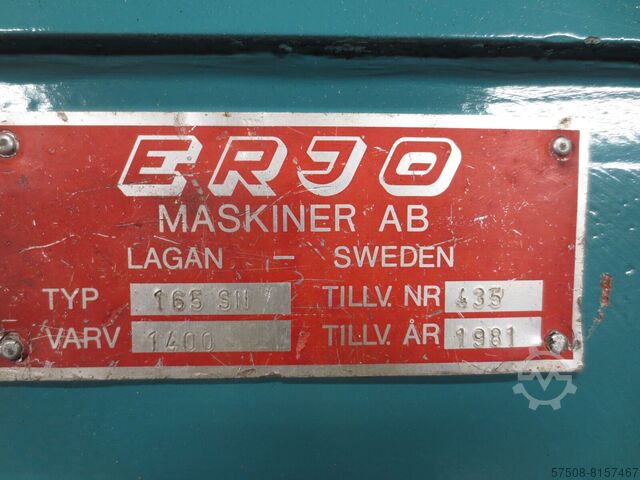 ERJO
MASKINER AB
LAGAN – SWEDEN
TYP 165 SN TILLV. NR 435
VARV 1400 TILLV. ÅR 1981
57508-8157467